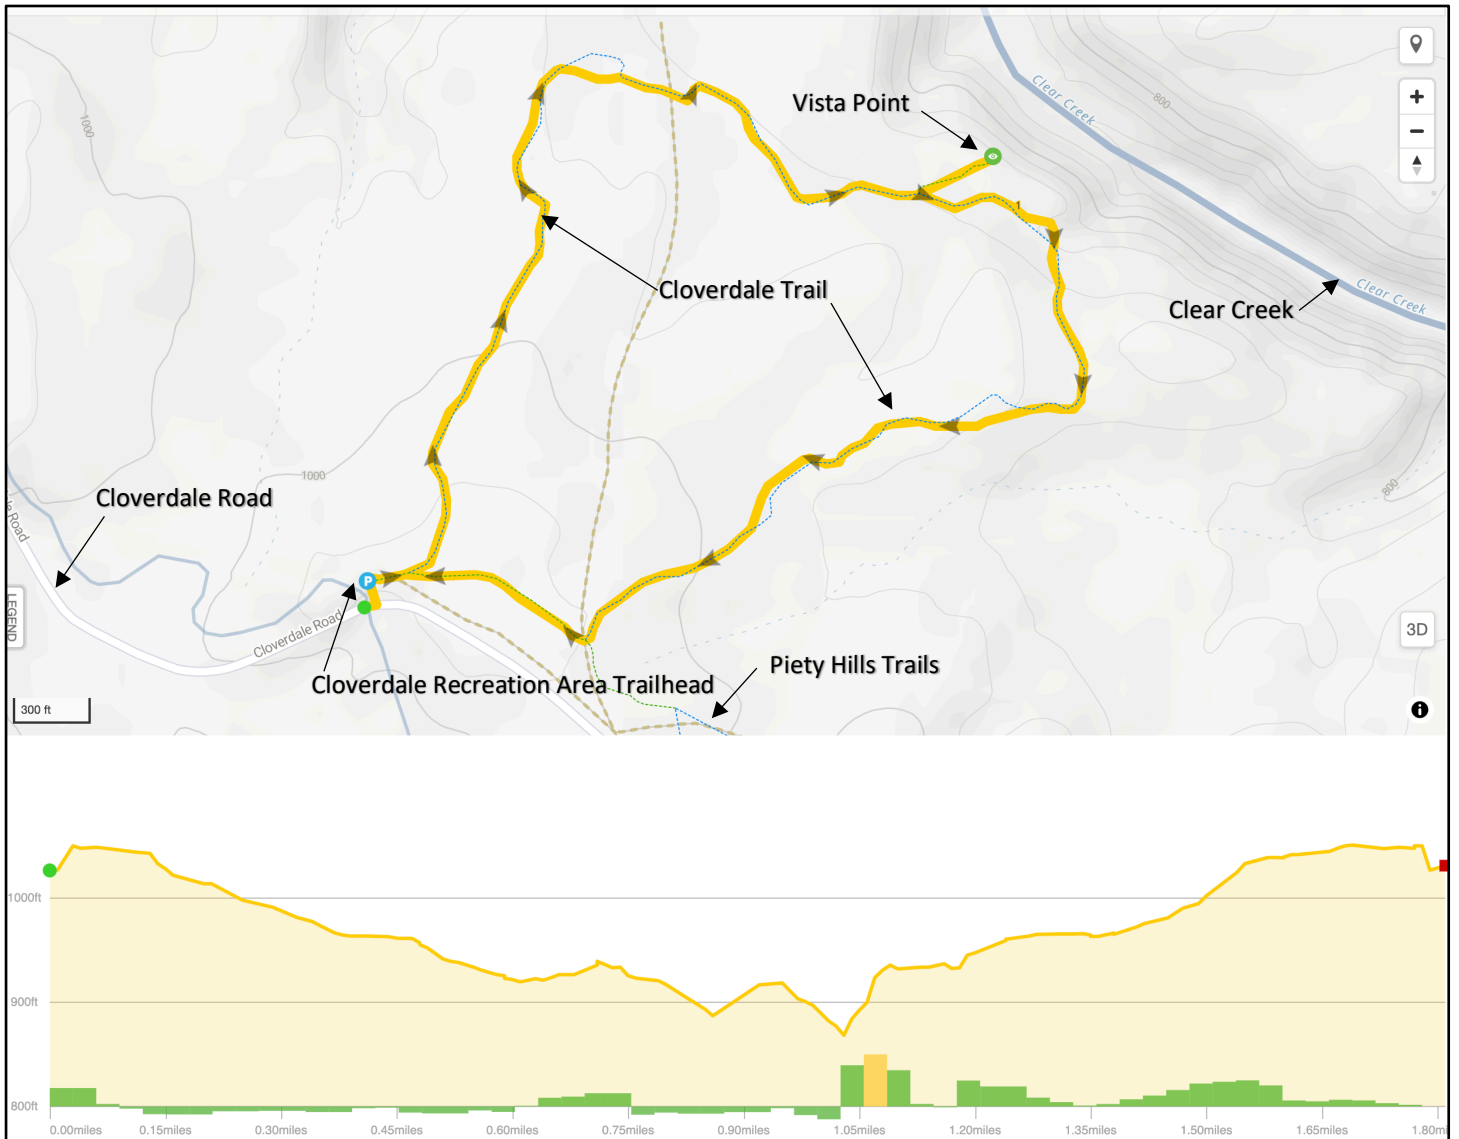 Clear Creek
800
Vista Point
1000
1
Cloverdale Trail
Clear Creek
Clear Creek
1000
800
Cloverdale Road
le Road
LEGEND
Cloverdale Road
3D
Piety Hills Trails
Cloverdale Recreation Area Trailhead
300 ft
P
1000ft
900ft
800ft
0.00miles 0.15miles 0.30miles 0.45miles 0.60miles 0.75miles 0.90miles 1.05miles 1.20miles 1.35miles 1.50miles 1.65miles 1.80mi